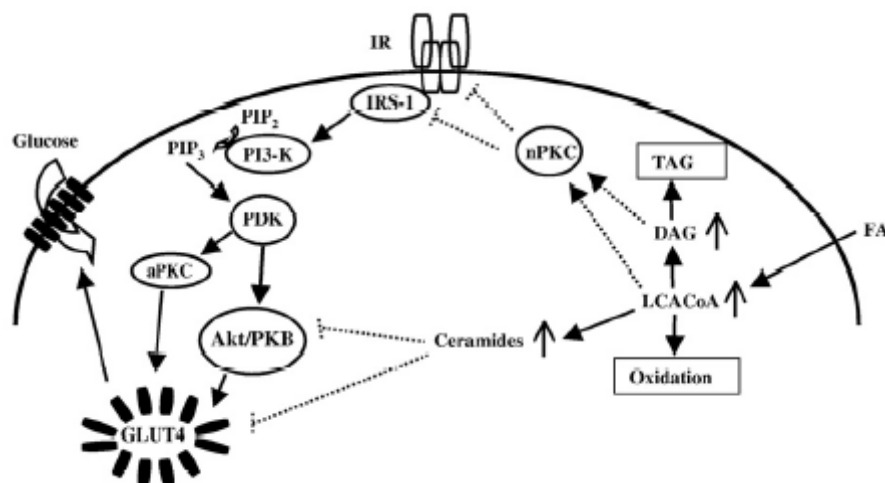 IR
IRS-1
PIP2
PIP3
PI3-K
Glucose
nPKC
TAG
PDK
DAG
FA
aPKC
LCACoA
Akt/PKB
Ceramides
Oxidation
GLUT4